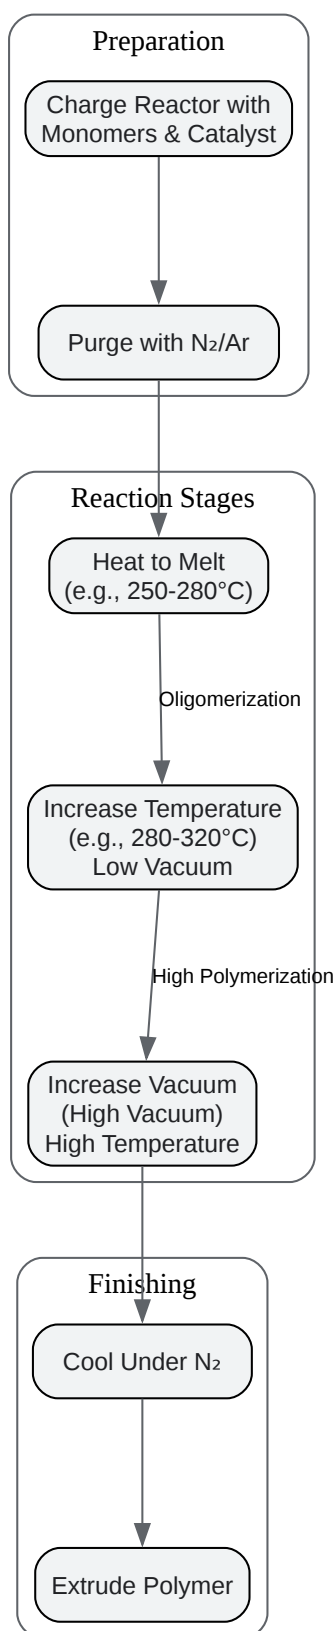 Preparation
Charge Reactor with
Monomers & Catalyst
Purge with N₂/Ar
Reaction Stages
Heat to Melt
(e.g., 250-280°C)
Oligomerization
Increase Temperature
(e.g., 280-320°C)
Low Vacuum
High Polymerization
Increase Vacuum
(High Vacuum)
High Temperature
Finishing
Cool Under N₂
Extrude Polymer